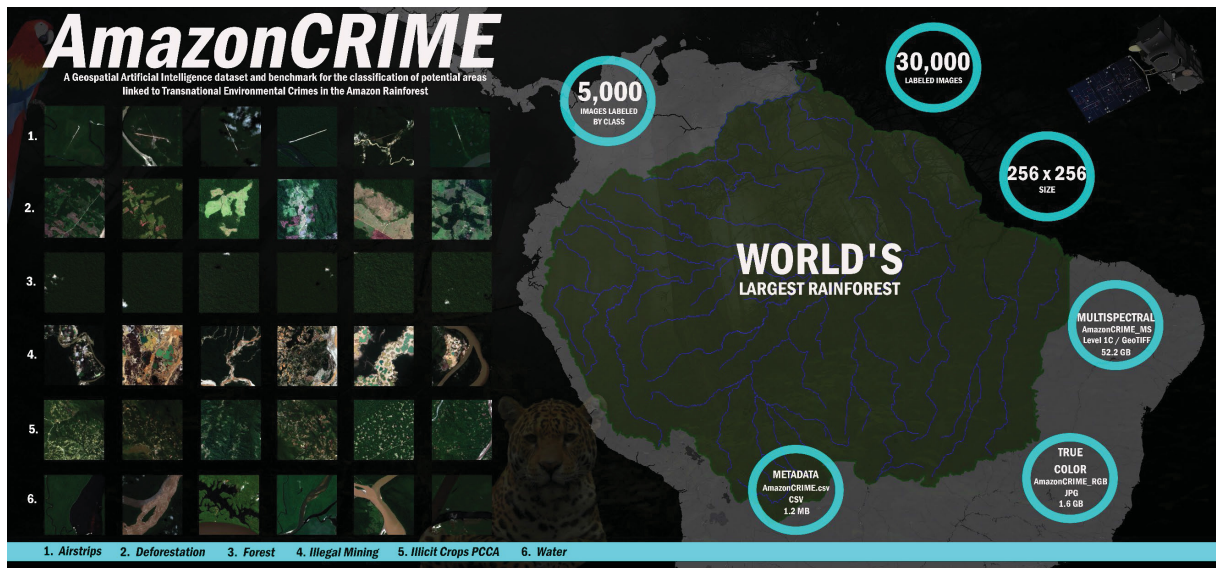 AmazonCRIME
A Geospatial Artificial Intelligence dataset and benchmark for the classification of potential areas
linked to Transnational Environmental Crimes in the Amazon Rainforest
1.
2.
3.
4.
5.
6.
5,000
IMAGES LABELED
BY CLASS
30,000
LABELED IMAGES
256 x 256
SIZE
WORLD'S
LARGEST RAINFOREST
MULTISPECTRAL
AmazonCRIME_MS
Level 1C / GeoTIFF
52.2 GB
METADATA
AmazonCRIME.csv
CSV
1.2 MB
TRUE
COLOR
AmazonCRIME_RGB
JPG
1.6 GB
1. Airstrips 2. Deforestation 3. Forest 4. Illegal Mining 5. Illicit Crops PCCA 6. Water